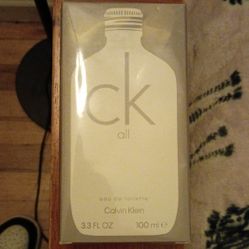 ck
all
eau de toilette
Calvin Klein
3.3 FL OZ 100 ml ℮